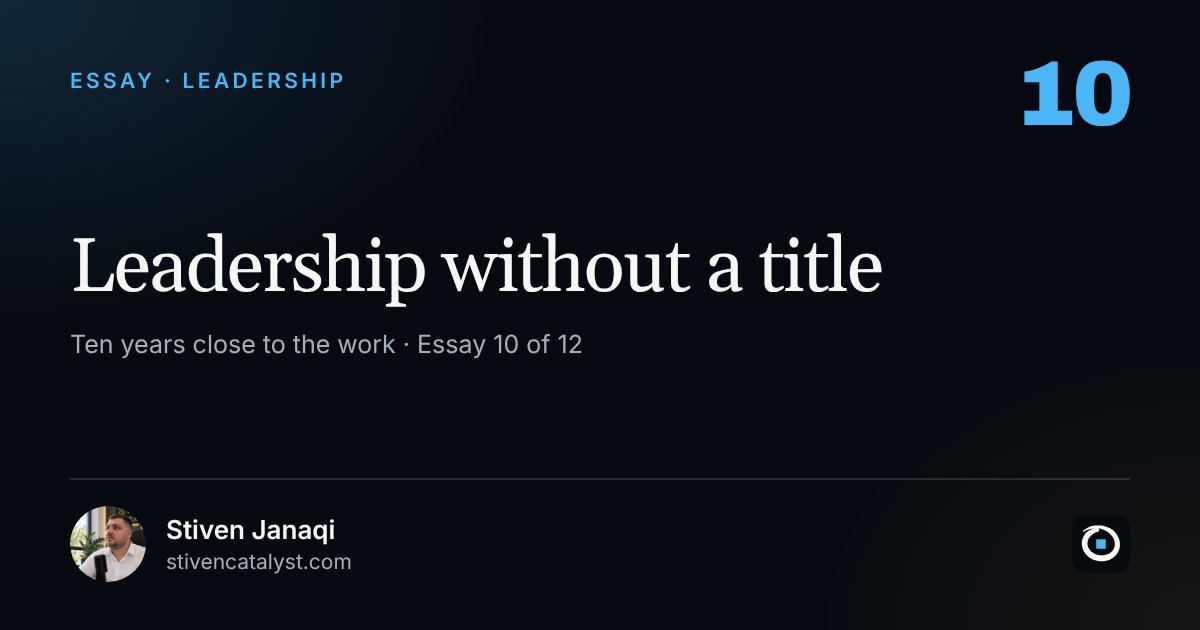 ESSAY · LEADERSHIP
10
Leadership without a title
Ten years close to the work · Essay 10 of 12
Stiven Janaqi
stivencatalyst.com